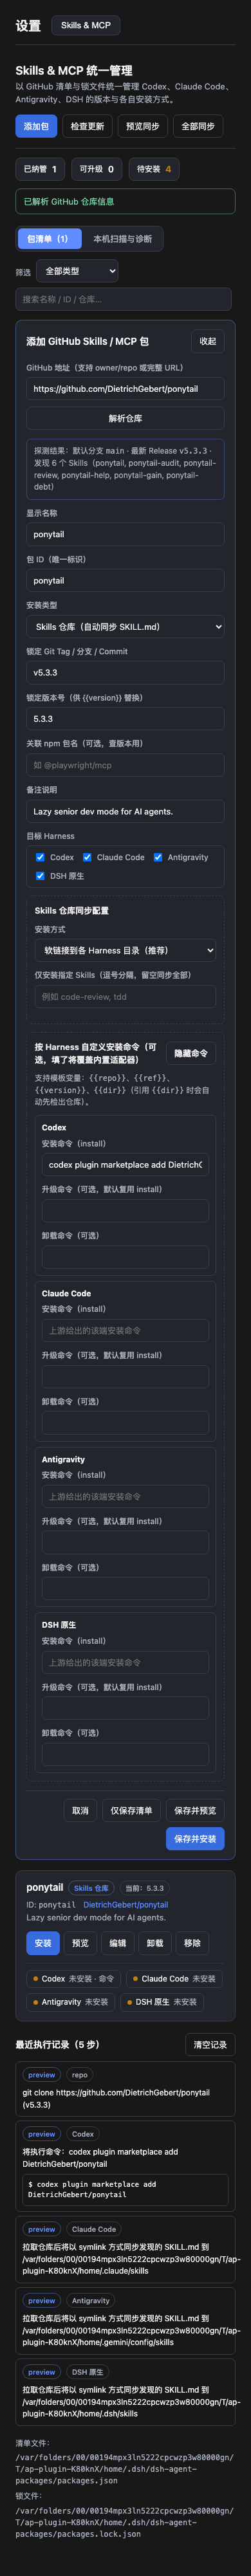 设置
Skills & MCP
Skills & MCP 统一管理
以 GitHub 清单与锁文件统一管理 Codex、Claude Code、
Antigravity、DSH 的版本与各自安装方式。
添加包
检查更新
预览同步
全部同步
已纳管 1
可升级 0
待安装 4
已解析 GitHub 仓库信息
包清单（1）
本机扫描与诊断
筛选
全部类型
搜索名称 / ID / 仓库...
添加 GitHub Skills / MCP 包
收起
GitHub 地址（支持 owner/repo 或完整 URL）
https://github.com/DietrichGebert/ponytail
解析仓库
探测结果：默认分支 main · 最新 Release v5.3.3 ·
发现 6 个 Skills（ponytail, ponytail-audit, ponytail-
review, ponytail-help, ponytail-gain, ponytail-
debt）
显示名称
ponytail
包 ID（唯一标识）
ponytail
安装类型
Skills 仓库（自动同步 SKILL.md）
锁定 Git Tag / 分支 / Commit
v5.3.3
锁定版本号（供 {{version}} 替换）
5.3.3
关联 npm 包名（可选，查版本用）
如 @playwright/mcp
备注说明
Lazy senior dev mode for AI agents.
目标 Harness
Codex
Claude Code
Antigravity
DSH 原生
Skills 仓库同步配置
安装方式
软链接到各 Harness 目录（推荐）
仅安装指定 Skills（逗号分隔，留空同步全部）
例如 code-review, tdd
按 Harness 自定义安装命令（可
选，填了将覆盖内置适配器）
隐藏命令
支持模板变量：{{repo}}、{{ref}}、
{{version}}、{{dir}}（引用 {{dir}} 时会自
动先检出仓库）。
Codex
安装命令（install）
codex plugin marketplace add DietrichG
升级命令（可选，默认复用 install）
卸载命令（可选）
Claude Code
安装命令（install）
上游给出的该端安装命令
升级命令（可选，默认复用 install）
卸载命令（可选）
Antigravity
安装命令（install）
上游给出的该端安装命令
升级命令（可选，默认复用 install）
卸载命令（可选）
DSH 原生
安装命令（install）
上游给出的该端安装命令
升级命令（可选，默认复用 install）
卸载命令（可选）
取消
仅保存清单
保存并预览
保存并安装
ponytail
Skills 仓库
当前：5.3.3
ID: ponytail DietrichGebert/ponytail
Lazy senior dev mode for AI agents.
安装
预览
编辑
卸载
移除
Codex 未安装 · 命令
Claude Code 未安装
Antigravity 未安装
DSH 原生 未安装
最近执行记录（5 步）
清空记录
preview
repo
git clone https://github.com/DietrichGebert/ponytail
(v5.3.3)
preview
Codex
将执行命令：codex plugin marketplace add
DietrichGebert/ponytail
$ codex plugin marketplace add
DietrichGebert/ponytail
preview
Claude Code
拉取仓库后将以 symlink 方式同步发现的 SKILL.md 到
/var/folders/00/00194mpx3ln5222cpcwzp3w80000gn/T/ap-
plugin-K80knX/home/.claude/skills
preview
Antigravity
拉取仓库后将以 symlink 方式同步发现的 SKILL.md 到
/var/folders/00/00194mpx3ln5222cpcwzp3w80000gn/T/ap-
plugin-K80knX/home/.gemini/config/skills
preview
DSH 原生
拉取仓库后将以 symlink 方式同步发现的 SKILL.md 到
/var/folders/00/00194mpx3ln5222cpcwzp3w80000gn/T/ap-
plugin-K80knX/home/.dsh/skills
清单文件：
/var/folders/00/00194mpx3ln5222cpcwzp3w80000gn/
T/ap-plugin-K80knX/home/.dsh/dsh-agent-
packages/packages.json
锁文件：
/var/folders/00/00194mpx3ln5222cpcwzp3w80000gn/
T/ap-plugin-K80knX/home/.dsh/dsh-agent-
packages/packages.lock.json